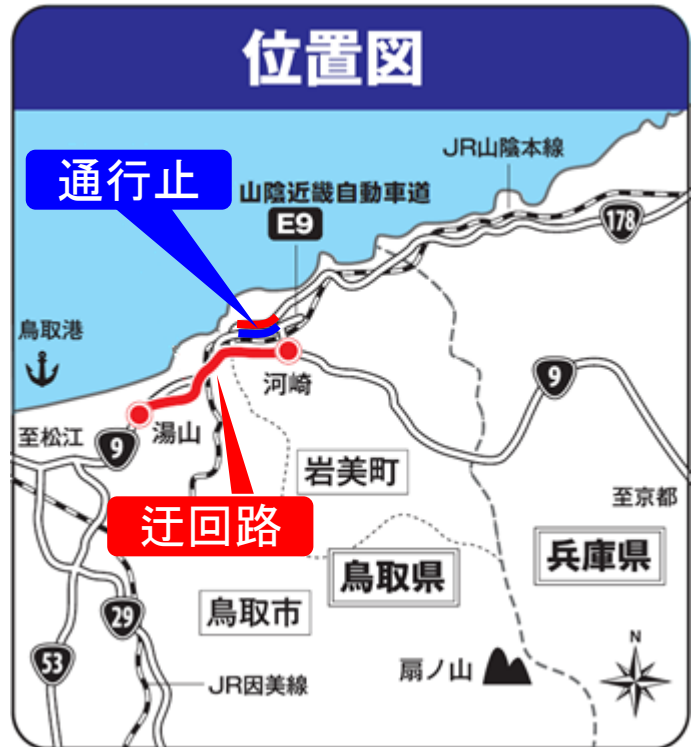 位置図
JR山陰本線
通行止
山陰近畿自動車道
E9
178
鳥取港
河崎
9
至松江
9
湯山
岩美町
至京都
迂回路
兵庫県
鳥取県
29
鳥取市
N
53
扇ノ山
JR因美線